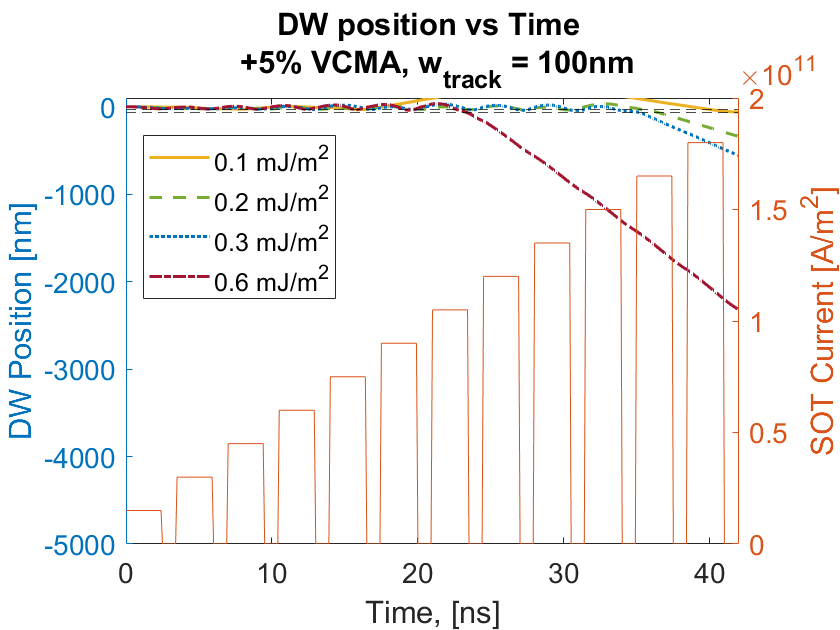 DW position vs Time
+5% VCMA, w_track = 100nm
×10^11
DW Position [nm]
0
-1000
-2000
-3000
-4000
-5000
0.1 mJ/m²
0.2 mJ/m²
0.3 mJ/m²
0.6 mJ/m²
2
1.5
1
0.5
0
SOT Current [A/m²]
0 10 20 30 40
Time, [ns]